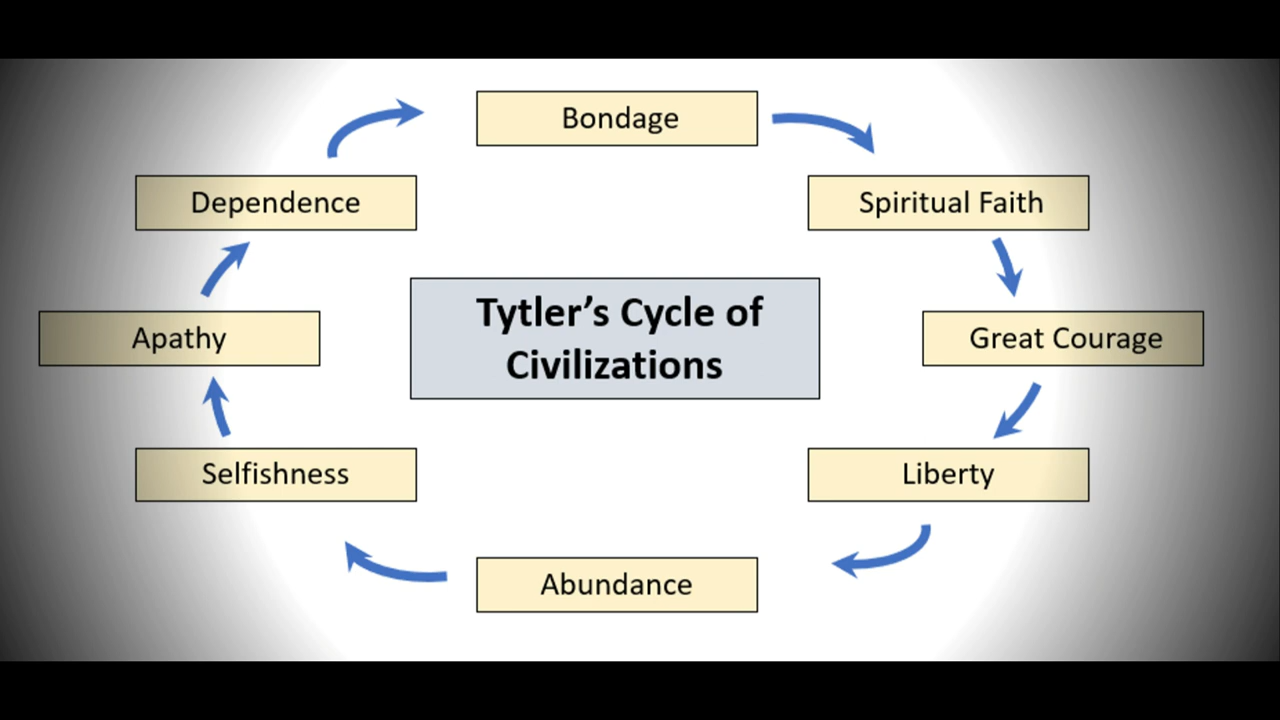 Bondage
Dependence
Spiritual Faith
Tytler’s Cycle of
Civilizations
Apathy
Great Courage
Selfishness
Liberty
Abundance